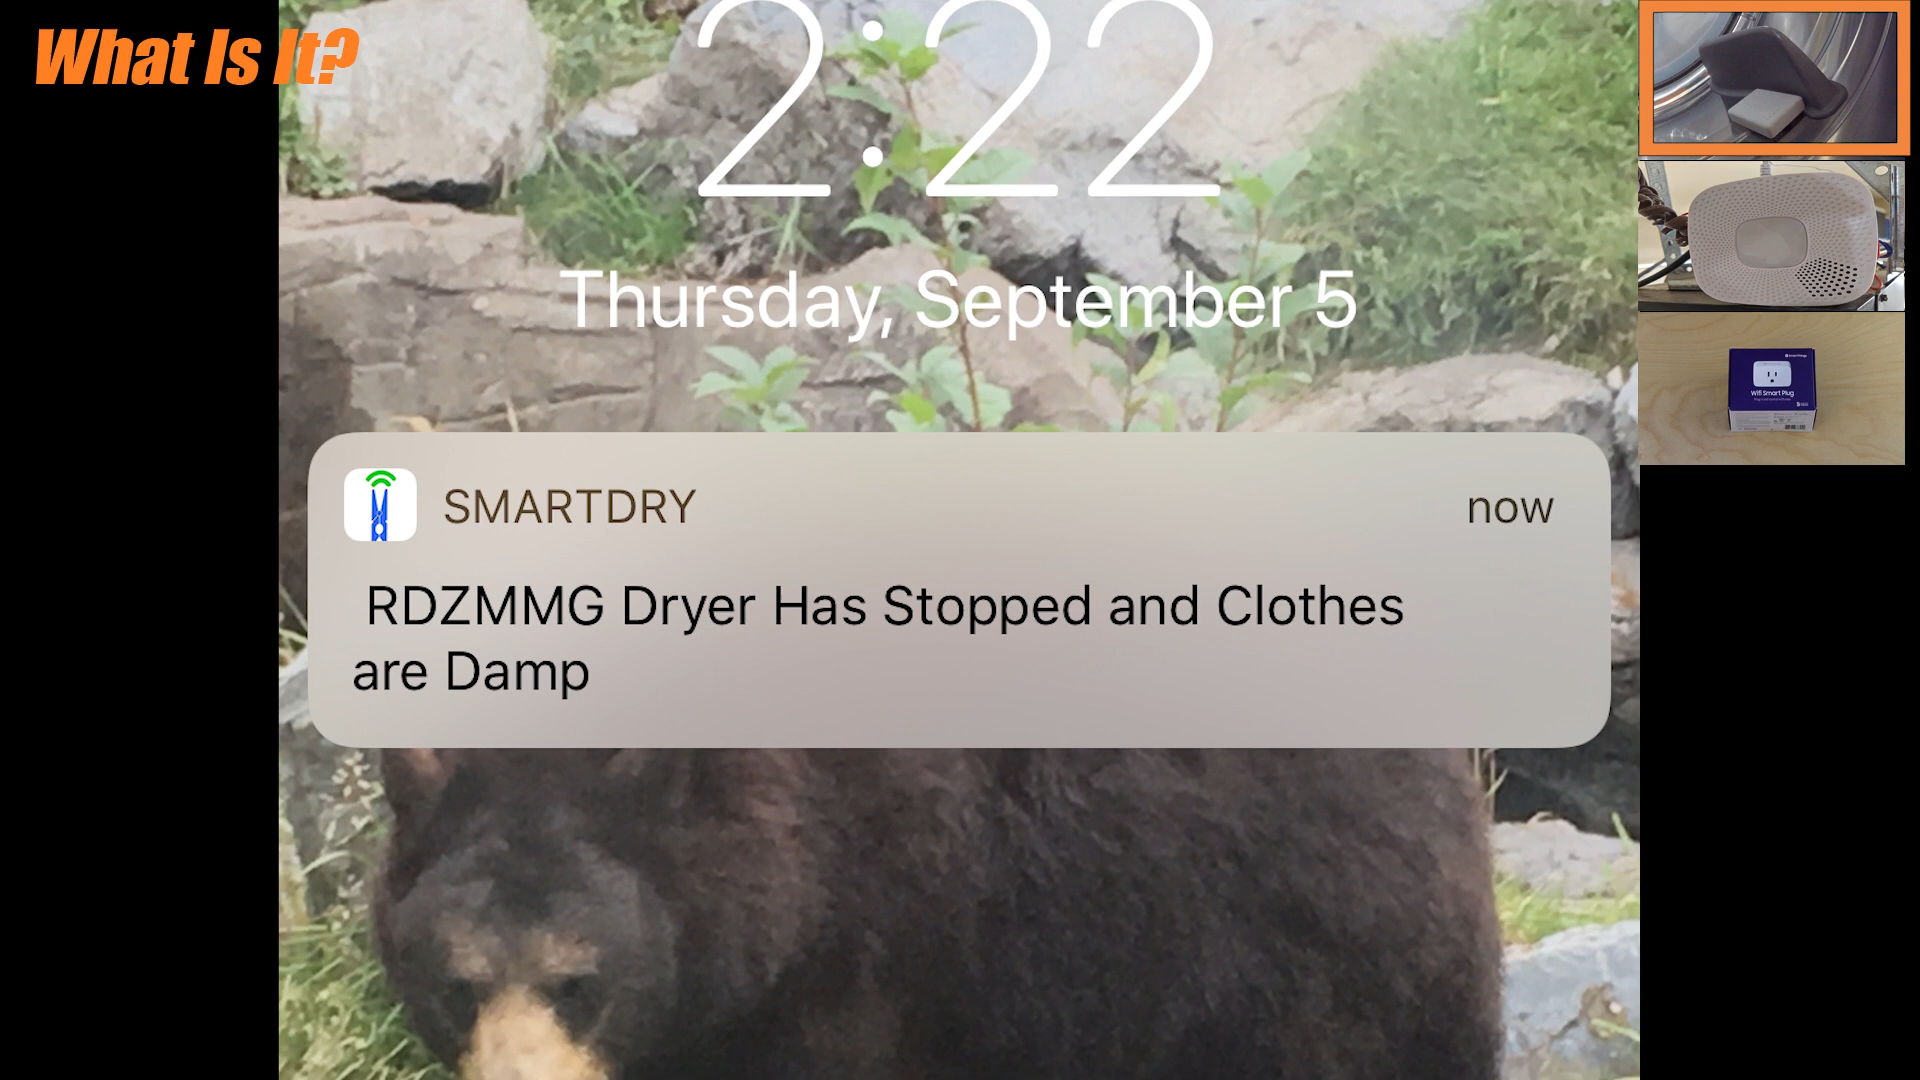 What Is It?
2:22
Thursday, September 5
SMARTDRY
now
RDZMMG Dryer Has Stopped and Clothes
are Damp
SmartThings
Wifi Smart Plug